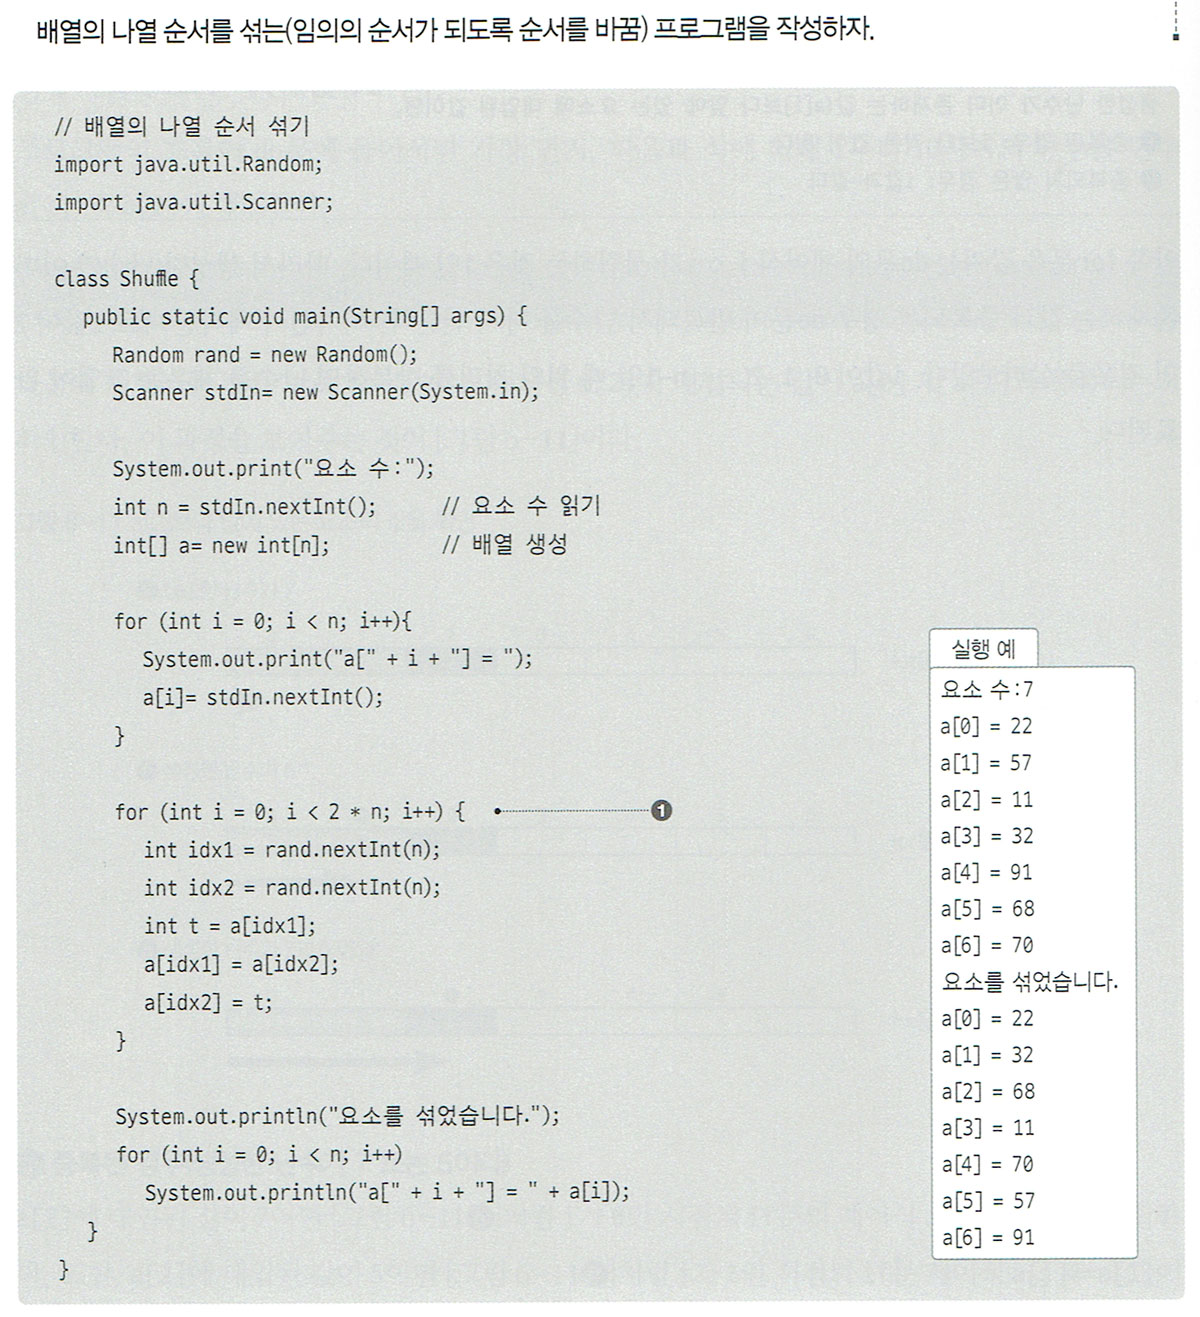 배열의 나열 순서를 섞는(임의의 순서가 되도록 순서를 바꿈) 프로그램을 작성하자.
// 배열의 나열 순서 섞기
import java.util.Random;
import java.util.Scanner;
class Shuffle {
public static void main(String[] args) {
Random rand = new Random();
Scanner stdIn= new Scanner(System.in);
System.out.print("요소 수:");
int n = stdIn.nextInt(); // 요소 수 읽기
int[] a= new int[n]; // 배열 생성
for (int i = 0; i < n; i++){
System.out.print("a[" + i + "] = ");
a[i]= stdIn.nextInt();
}
for (int i = 0; i < 2 * n; i++) { ❶
int idx1 = rand.nextInt(n);
int idx2 = rand.nextInt(n);
int t = a[idx1];
a[idx1] = a[idx2];
a[idx2] = t;
}
System.out.println("요소를 섞었습니다.");
for (int i = 0; i < n; i++)
System.out.println("a[" + i + "] = " + a[i]);
}
}
실행 예
요소 수:7
a[0] = 22
a[1] = 57
a[2] = 11
a[3] = 32
a[4] = 91
a[5] = 68
a[6] = 70
요소를 섞었습니다.
a[0] = 22
a[1] = 32
a[2] = 68
a[3] = 11
a[4] = 70
a[5] = 57
a[6] = 91